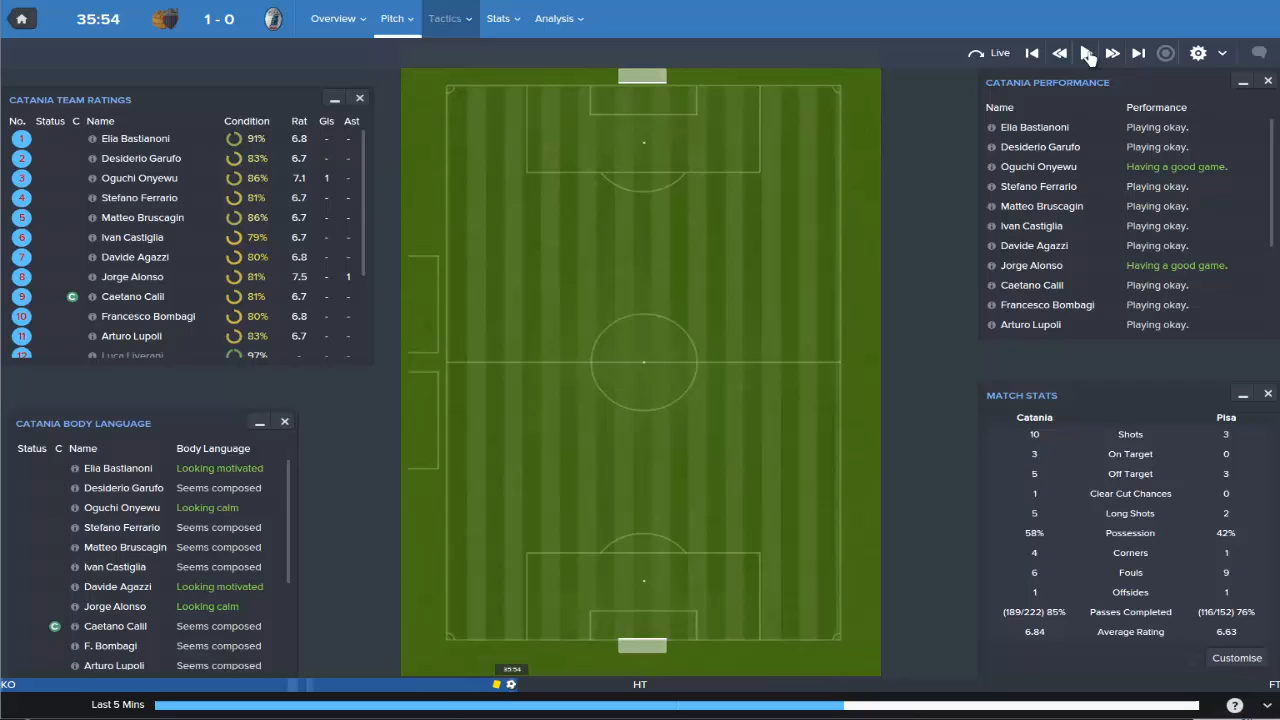 35:54 1 - 0 Overview Pitch Tactics Stats Analysis
Live
CATANIA TEAM RATINGS
No. Status C Name Condition Rat Gls Ast
1 Elia Bastianoni 91% 6.8 - -
2 Desiderio Garufo 83% 6.7 - -
3 Oguchi Onyewu 86% 7.1 1 -
4 Stefano Ferrario 81% 6.7 - -
5 Matteo Bruscagin 86% 6.7 - -
6 Ivan Castiglia 79% 6.7 - -
7 Davide Agazzi 80% 6.8 - -
8 Jorge Alonso 81% 7.5 - 1
9 C Caetano Calil 81% 6.7 - -
10 Francesco Bombagi 80% 6.8 - -
11 Arturo Lupoli 83% 6.7 - -
12 Luca Liverani 97% - - -
CATANIA PERFORMANCE
Name Performance
Elia Bastianoni Playing okay.
Desiderio Garufo Playing okay.
Oguchi Onyewu Having a good game.
Stefano Ferrario Playing okay.
Matteo Bruscagin Playing okay.
Ivan Castiglia Playing okay.
Davide Agazzi Playing okay.
Jorge Alonso Having a good game.
Caetano Calil Playing okay.
Francesco Bombagi Playing okay.
Arturo Lupoli Playing okay.
CATANIA BODY LANGUAGE
Status C Name Body Language
Elia Bastianoni Looking motivated
Desiderio Garufo Seems composed
Oguchi Onyewu Looking calm
Stefano Ferrario Seems composed
Matteo Bruscagin Seems composed
Ivan Castiglia Seems composed
Davide Agazzi Looking motivated
Jorge Alonso Looking calm
C Caetano Calil Seems composed
F. Bombagi Seems composed
Arturo Lupoli Seems composed
MATCH STATS
Catania Pisa
10 Shots 3
3 On Target 0
5 Off Target 3
1 Clear Cut Chances 0
5 Long Shots 2
58% Possession 42%
4 Corners 1
6 Fouls 9
1 Offsides 1
(189/222) 85% Passes Completed (116/152) 76%
6.84 Average Rating 6.63
Customise
35:54
KO HT FT
Last 5 Mins ?